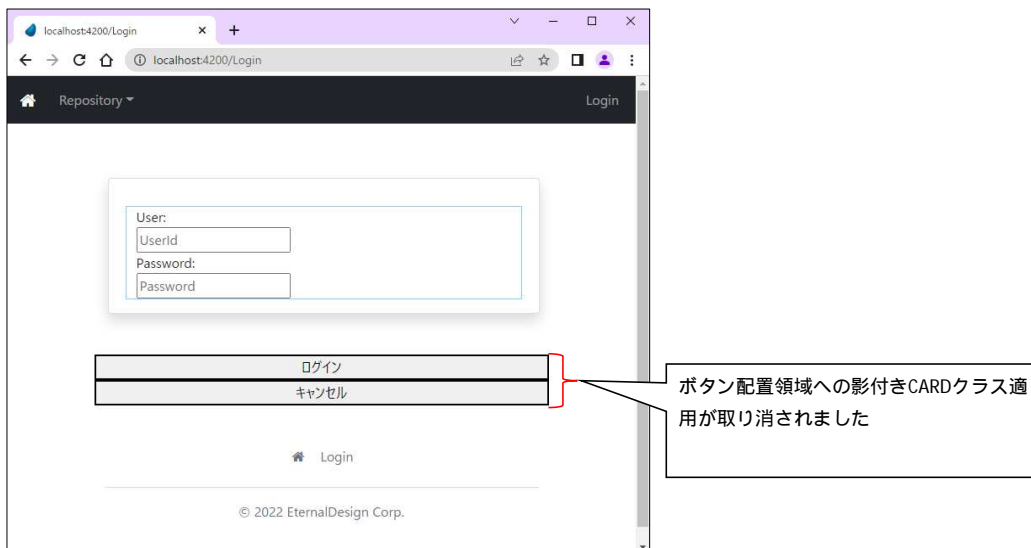 localhost:4200/Login
localhost:4200/Login
Repository
Login
User:
UserId
Password:
Password
ログイン
キャンセル
ボタン配置領域への影付きCARDクラス適
用が取り消されました
Login
© 2022 EternalDesign Corp.